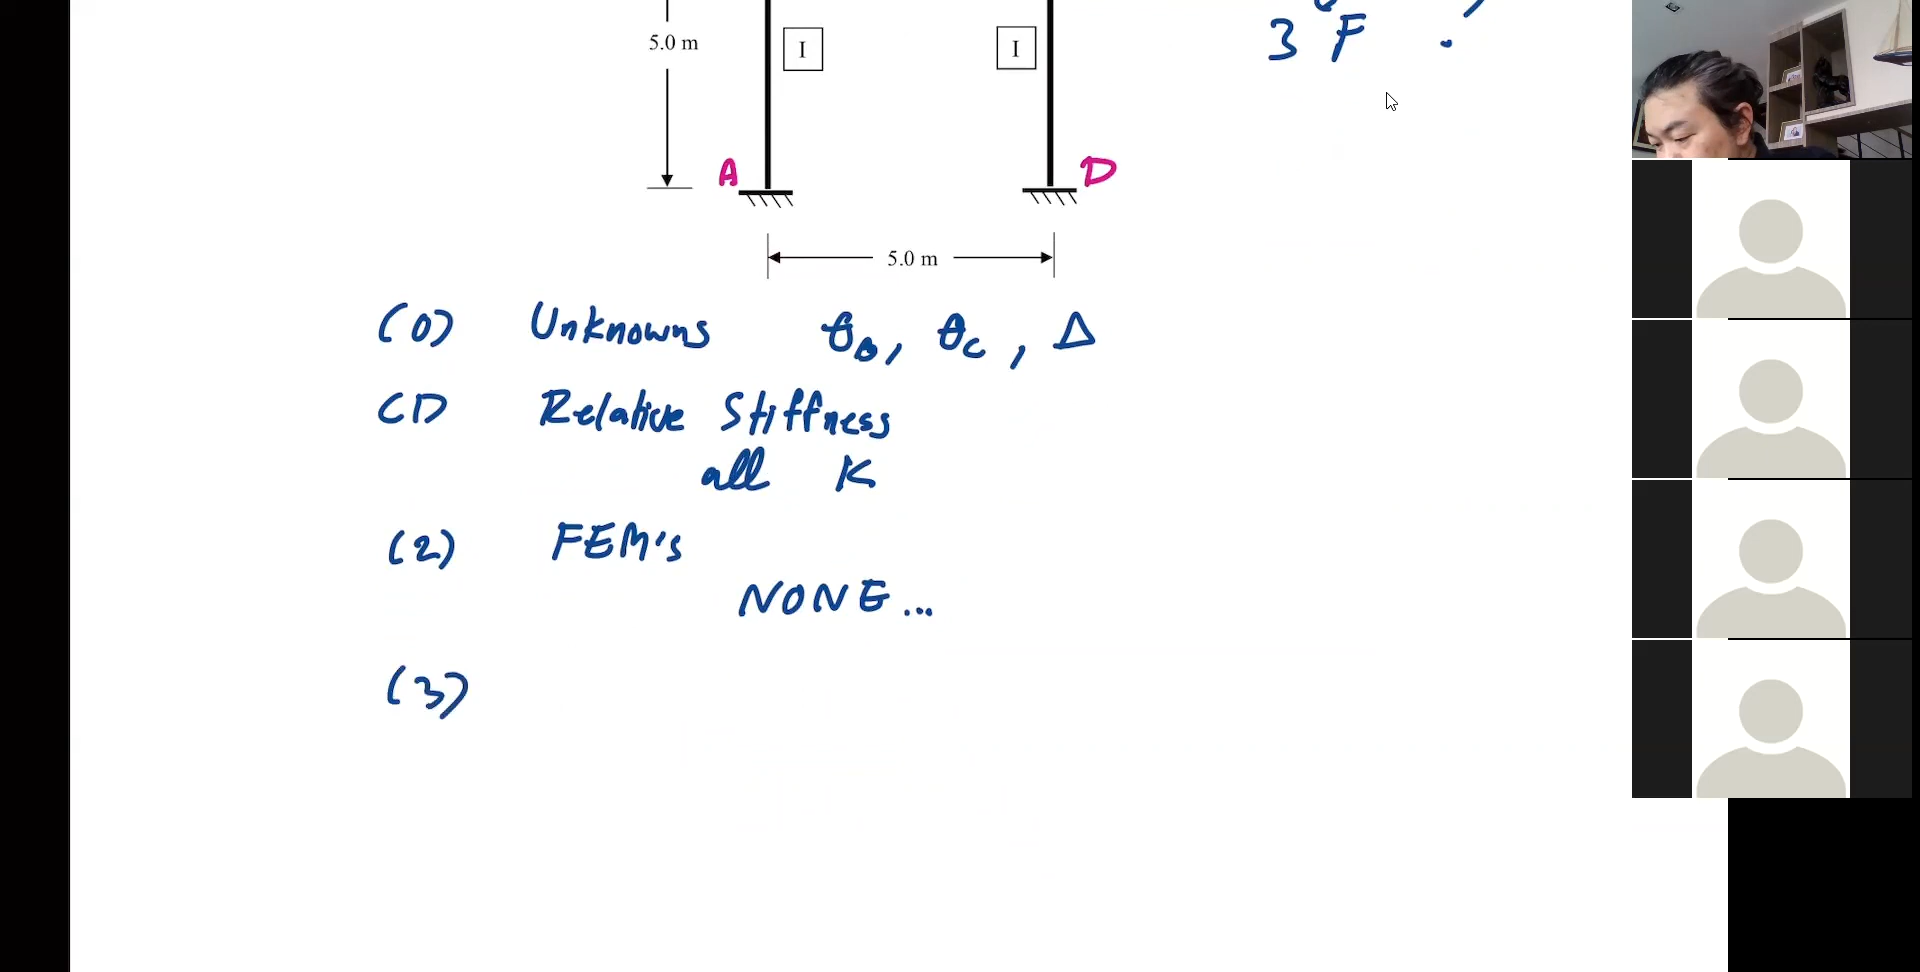 5.0 m
I
I
3 F
A
D
5.0 m
(0) Unknowns θB, θC, Δ
(1) Relative Stiffness
all K
(2) FEM's
NONE...
(3)